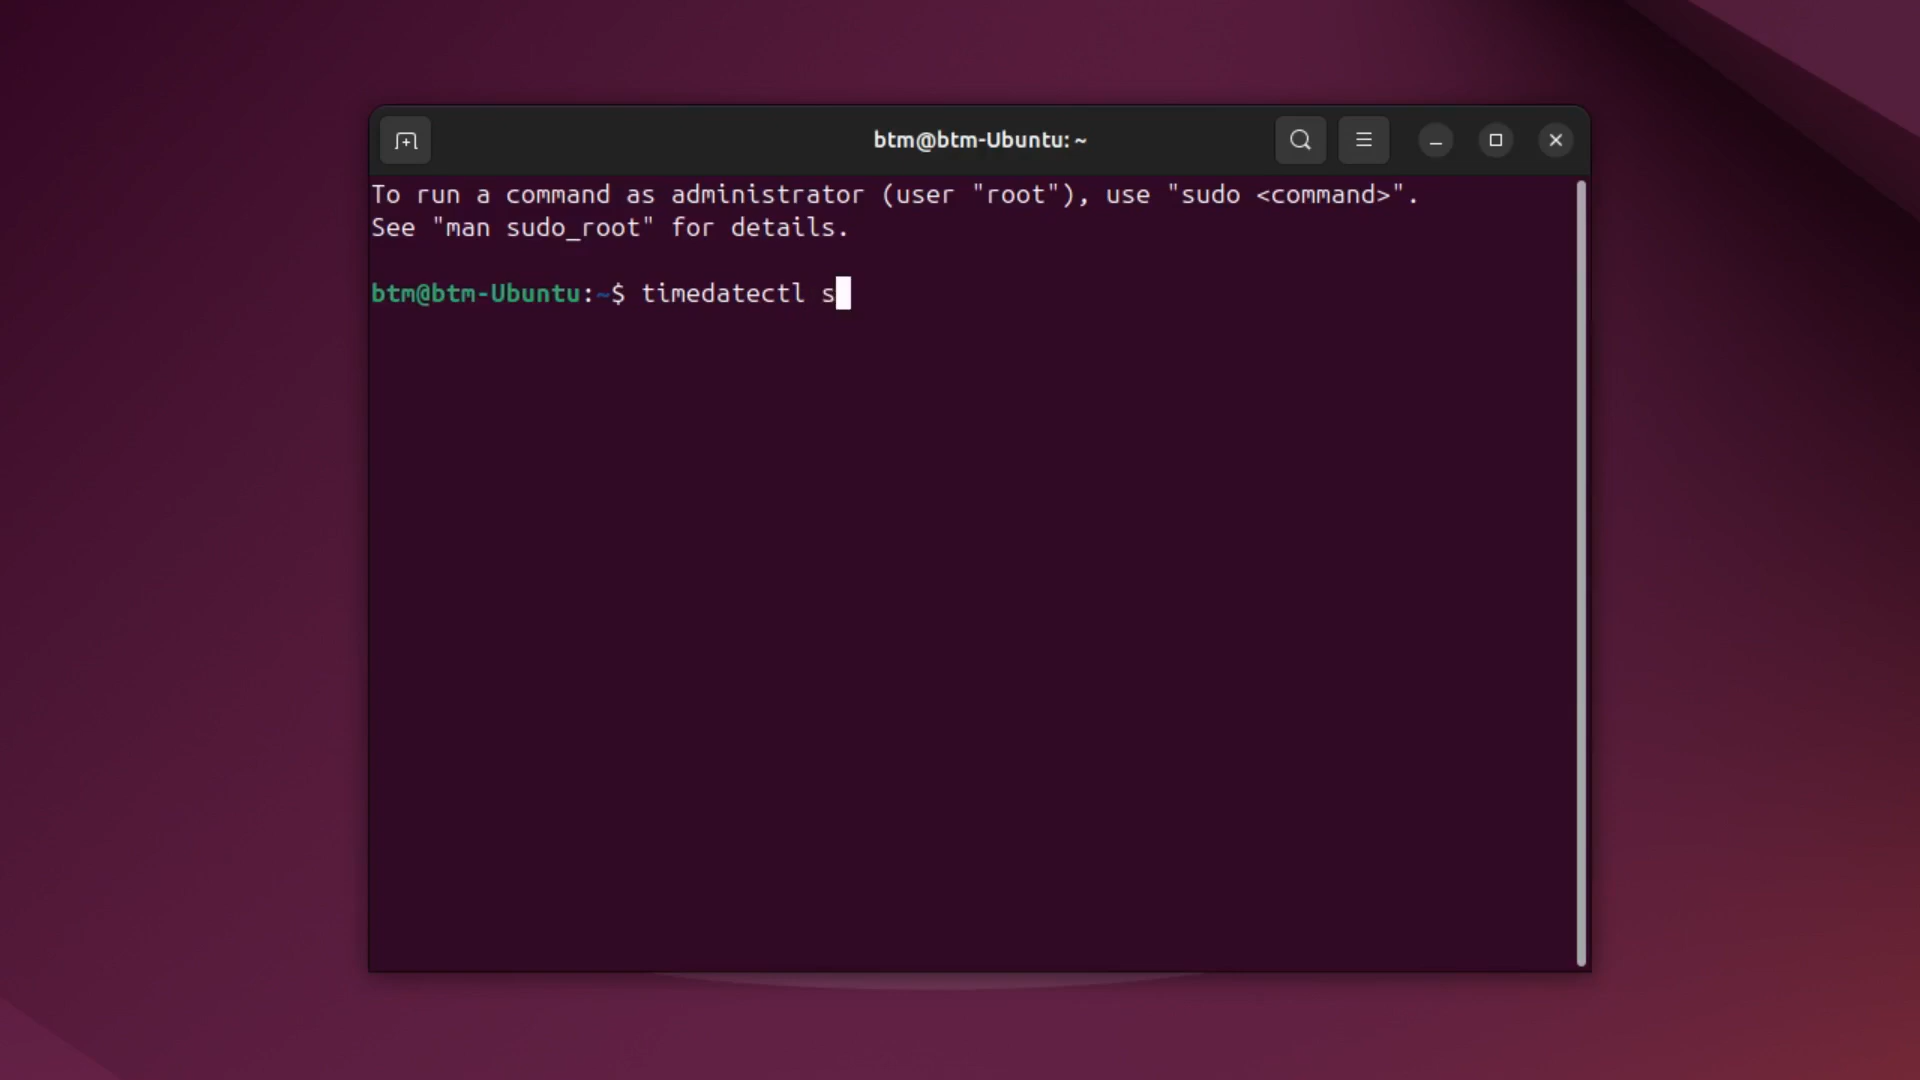 btm@btm-Ubuntu: ~
To run a command as administrator (user "root"), use "sudo <command>".
See "man sudo_root" for details.
btm@btm-Ubuntu:~$ timedatectl s